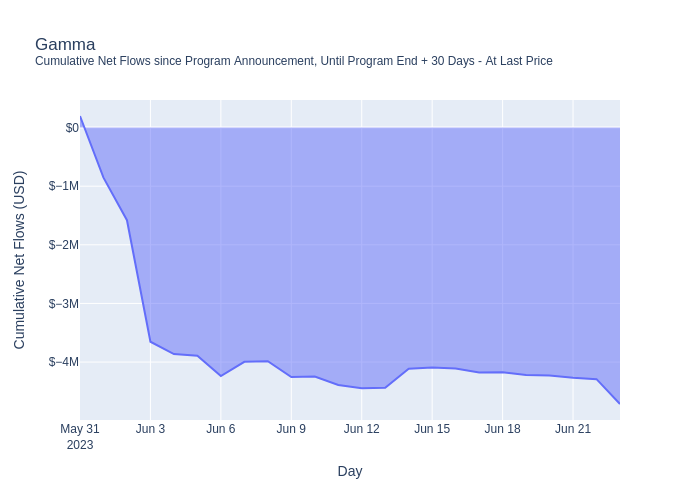 Gamma
Cumulative Net Flows since Program Announcement, Until Program End + 30 Days - At Last Price
Cumulative Net Flows (USD)
$0
$−1M
$−2M
$−3M
$−4M
May 31 Jun 3 Jun 6 Jun 9 Jun 12 Jun 15 Jun 18 Jun 21
2023
Day